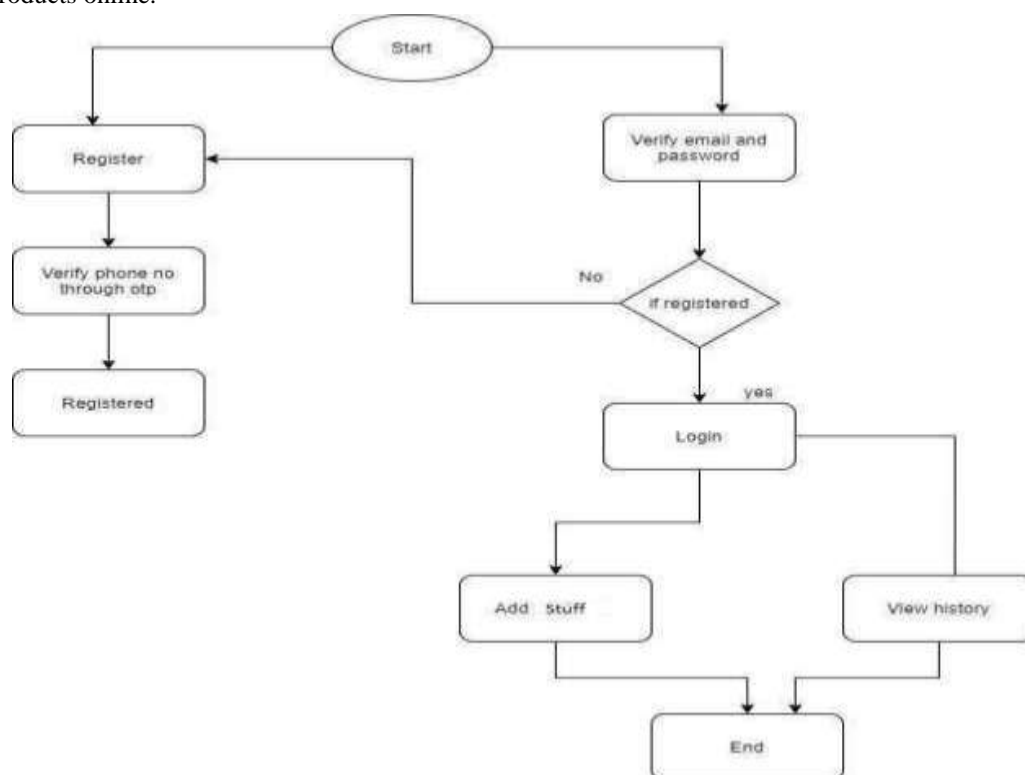 roducts online.
Start
Register
Verify email and
password
Verify phone no
through otp
No
if registered
Registered
yes
Login
Add Stuff
View history
End